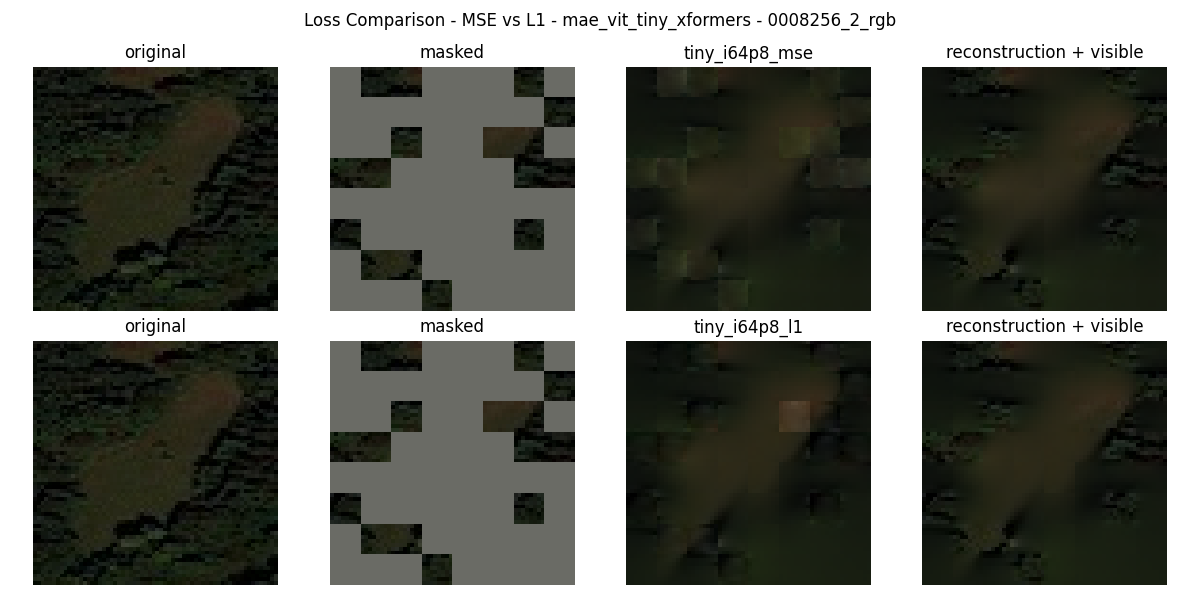 Loss Comparison - MSE vs L1 - mae_vit_tiny_xformers - 0008256_2_rgb
original masked tiny_i64p8_mse reconstruction + visible
original masked tiny_i64p8_l1 reconstruction + visible